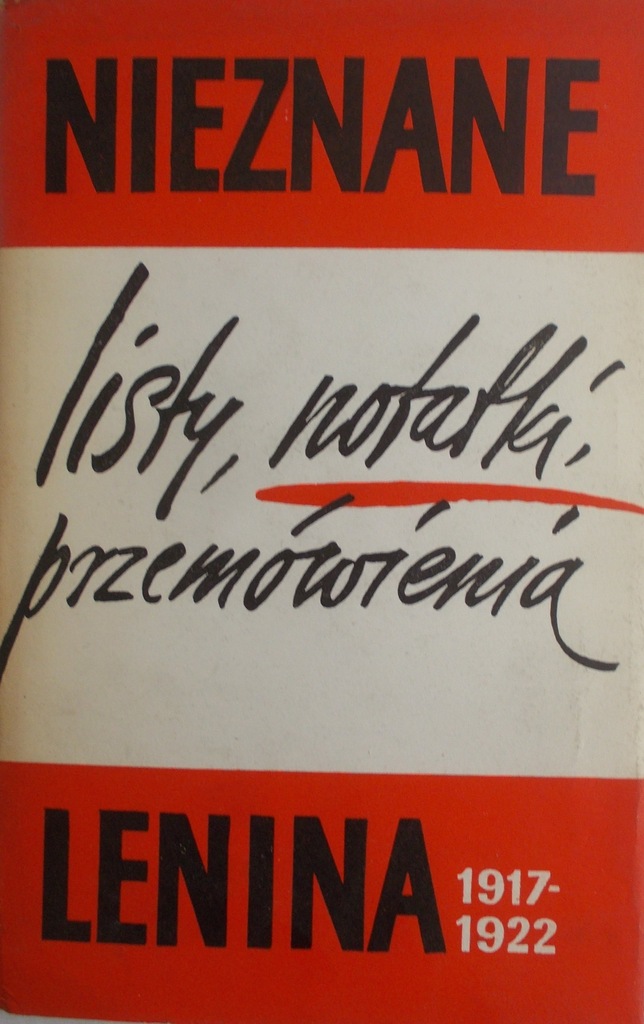 NIEZNANE
listy, notatki,
przemówienia
LENINA
1917-
1922